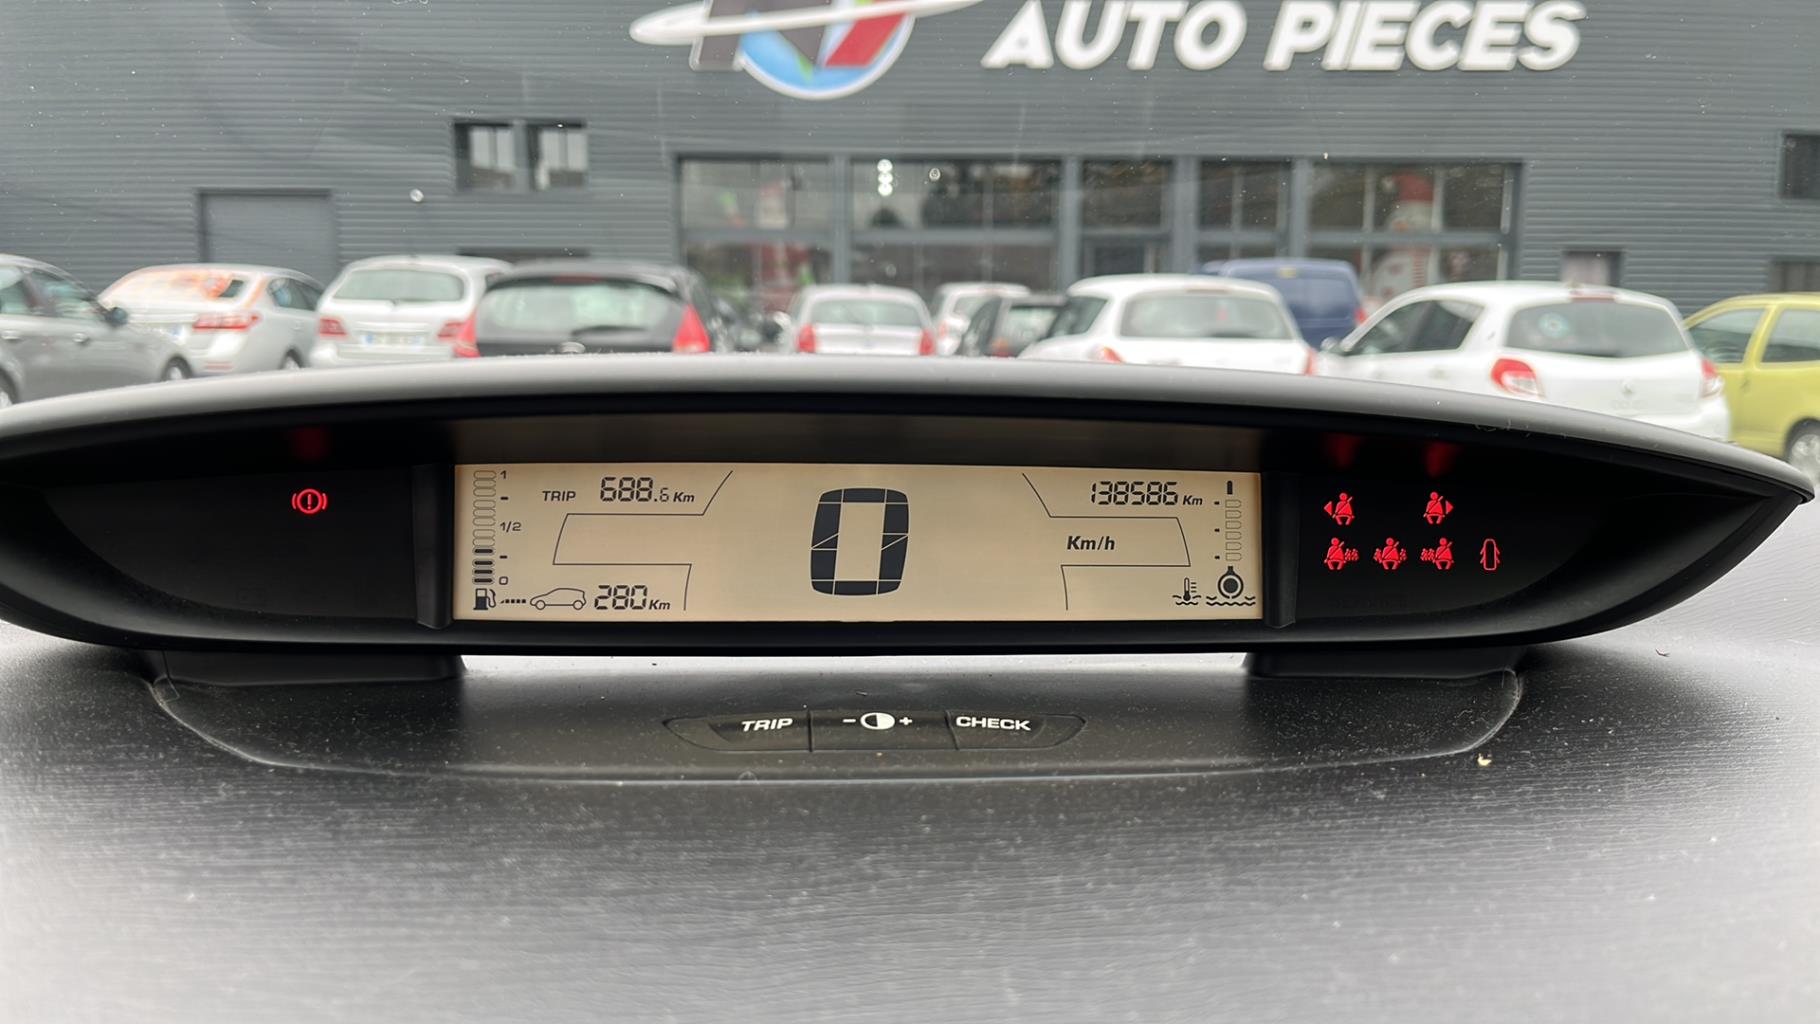 AUTO PIECES
1
TRIP 688.6 Km
138586 Km
1/2
Km/h
0
0
280 Km
TRIP - + CHECK